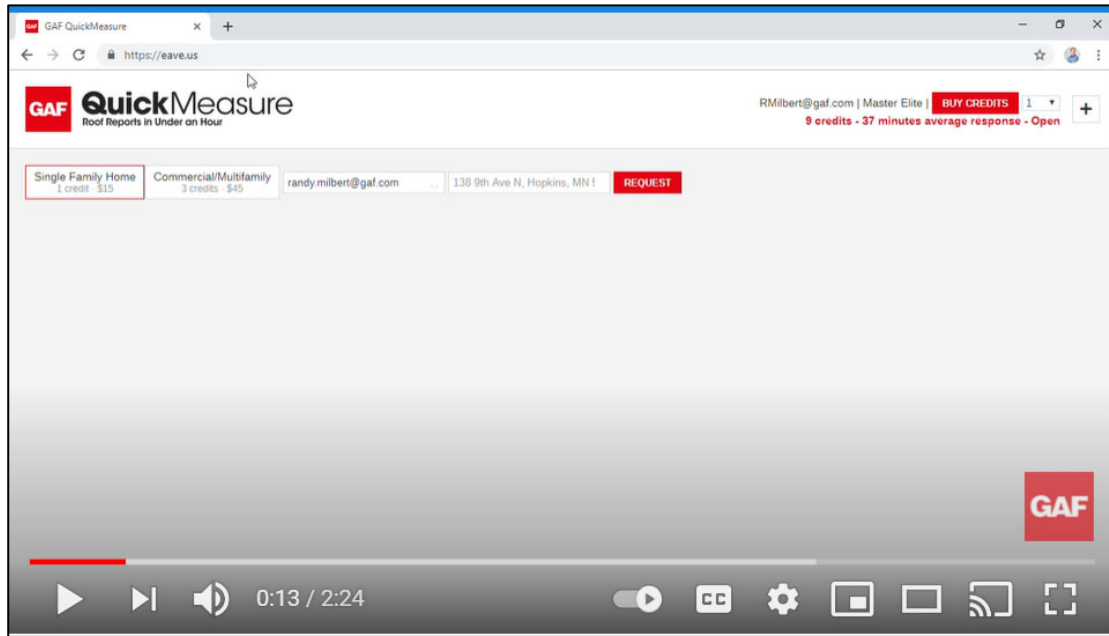 GAF QuickMeasure
https://eave.us
GAF QuickMeasure
Roof Reports in Under an Hour
RMilbert@gaf.com | Master Elite | BUY CREDITS 1
9 credits - 37 minutes average response - Open
Single Family Home
1 credit - $15
Commercial/Multifamily
3 credits - $45
randy.milbert@gaf.com
138 9th Ave N, Hopkins, MN
REQUEST
GAF
0:13 / 2:24
CC